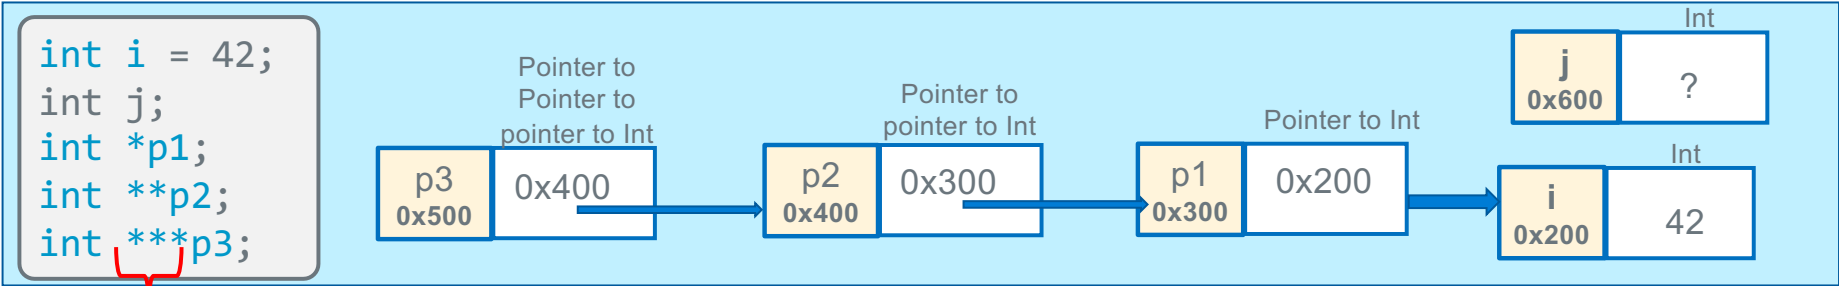 int i = 42;
int j;
int *p1;
int **p2;
int ***p3;
Pointer to
Pointer to
pointer to Int
p3
0x500
0x400
Pointer to
pointer to Int
p2
0x400
0x300
Pointer to Int
p1
0x300
0x200
Int
j
0x600
?
Int
i
0x200
42